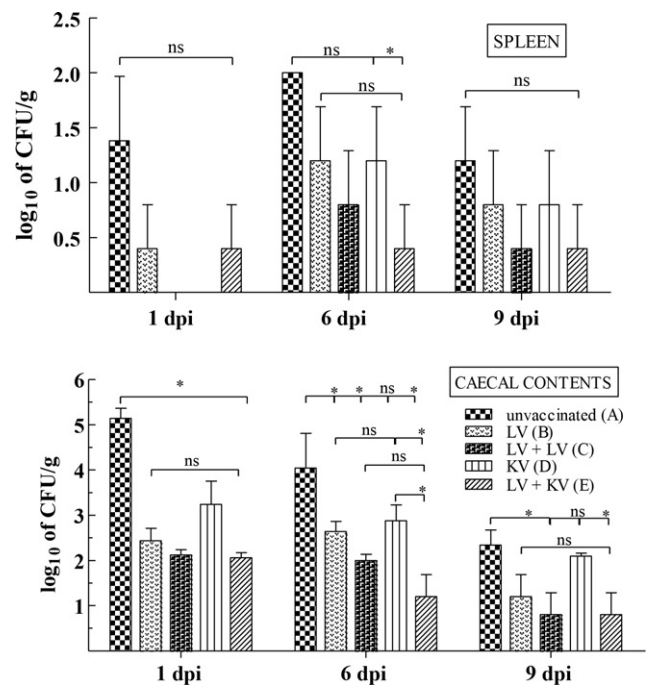 SPLEEN
log10 of CFU/g
2.5
2.0
1.5
1.0
0.5
ns
ns
*
ns
ns
1 dpi
6 dpi
9 dpi
CAECAL CONTENTS
unvaccinated (A)
LV (B)
LV + LV (C)
KV (D)
LV + KV (E)
log10 of CFU/g
6
5
4
3
2
1
*
ns
* * ns *
ns *
ns
*
* ns *
ns
1 dpi
6 dpi
9 dpi